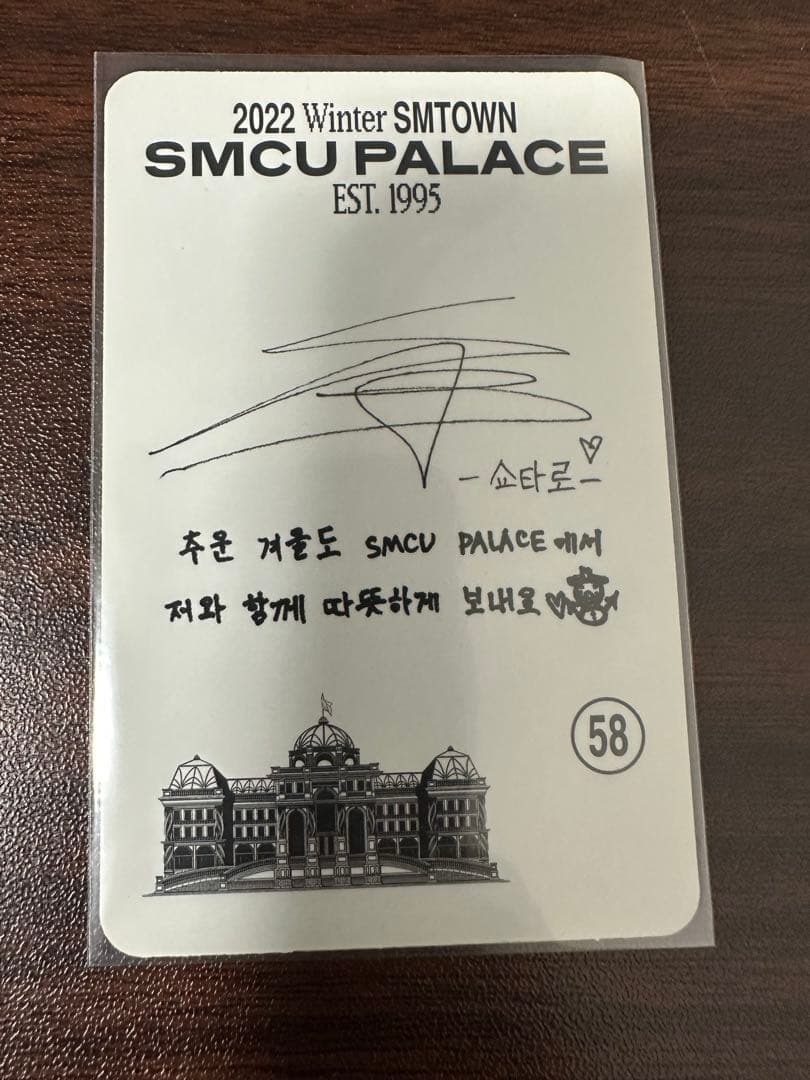 2022 Winter SMTOWN
SMCU PALACE
EST. 1995
- 쇼타로 -
추운 겨울도 SMCU PALACE에서
저와 함께 따뜻하게 보내요
58